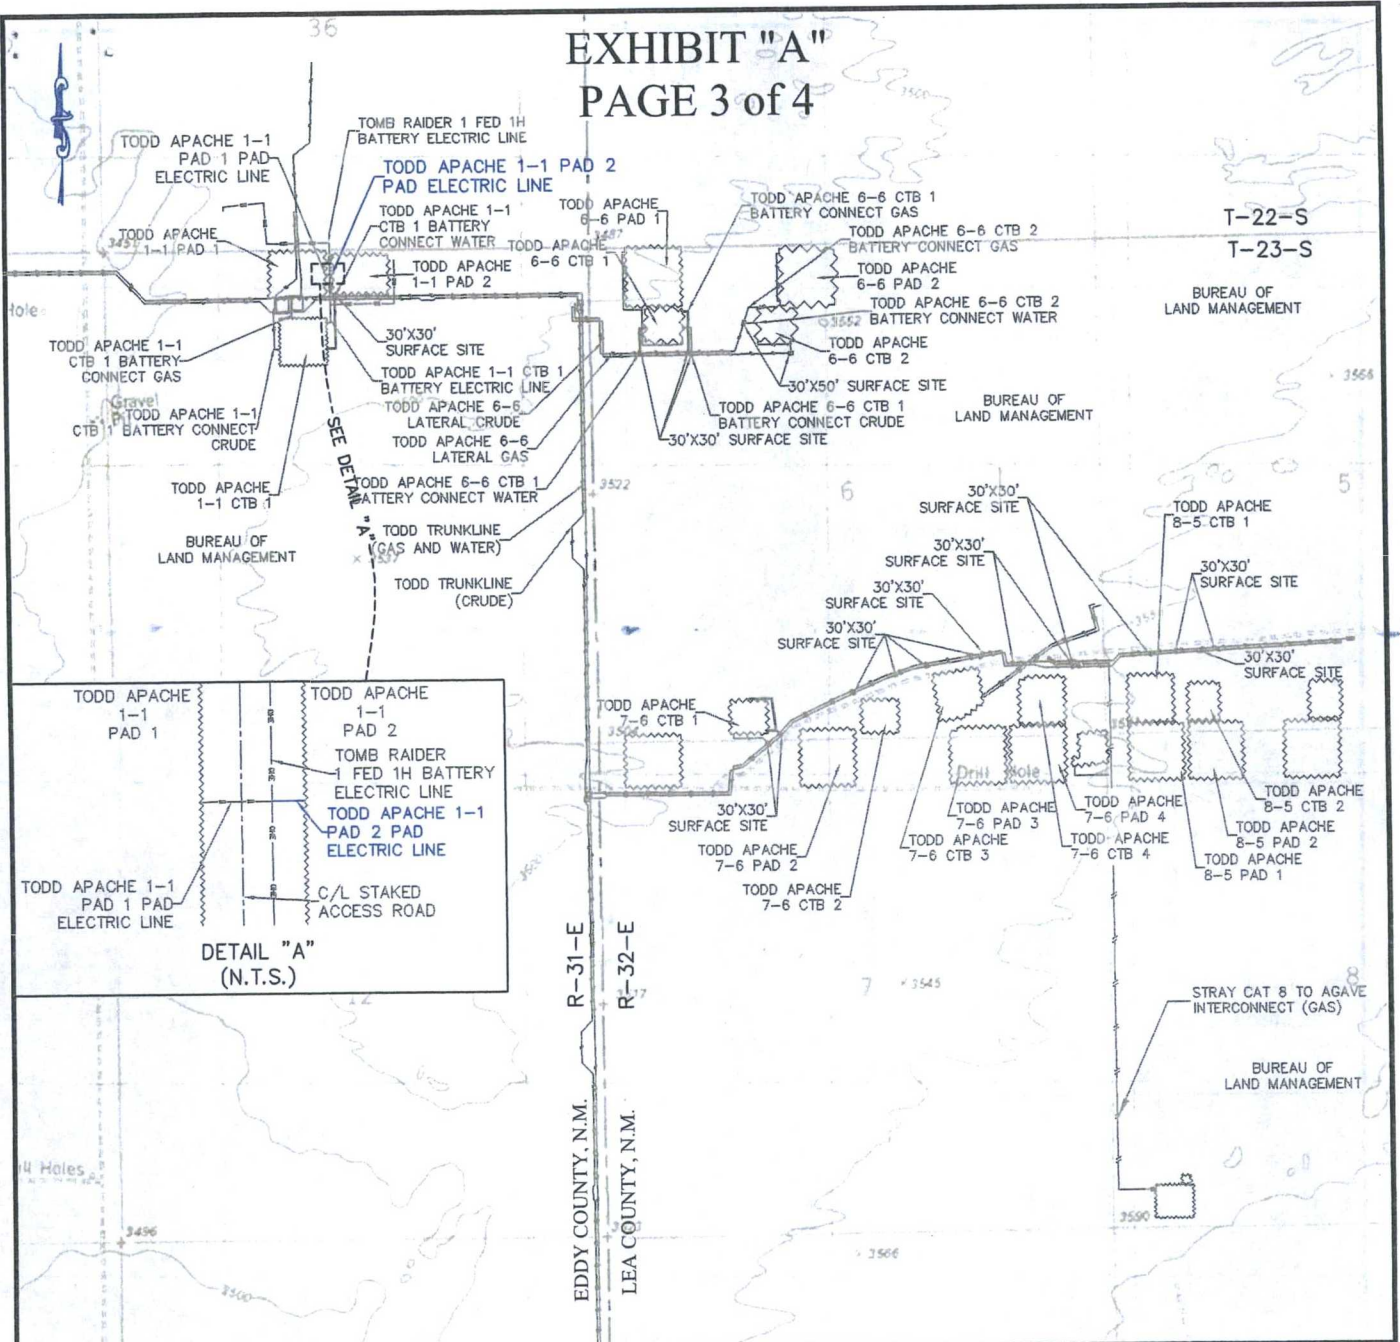 EXHIBIT "A"
PAGE 3 of 4
36
3500
TOMB RAIDER 1 FED 1H
BATTERY ELECTRIC LINE
TODD APACHE 1-1
PAD 1 PAD
ELECTRIC LINE
TODD APACHE 1-1 PAD 2
PAD ELECTRIC LINE
TODD APACHE 1-1
CTB 1 BATTERY
CONNECT WATER
TODD APACHE
1-1 PAD 1
TODD APACHE
1-1 PAD 2
TODD APACHE
6-6 PAD 1
3487
TODD APACHE
6-6 CTB 1
TODD APACHE 6-6 CTB 1
BATTERY CONNECT GAS
TODD APACHE 6-6 CTB 2
BATTERY CONNECT GAS
TODD APACHE
6-6 PAD 2
TODD APACHE 6-6 CTB 2
BATTERY CONNECT WATER
3552
TODD APACHE
6-6 CTB 2
T-22-S
T-23-S
BUREAU OF
LAND MANAGEMENT
Hole
TODD APACHE 1-1
CTB 1 BATTERY
CONNECT GAS
30'X30'
SURFACE SITE
TODD APACHE 1-1 CTB 1
BATTERY ELECTRIC LINE
30'X50' SURFACE SITE
3566
Gravel
TODD APACHE 1-1
CTB 1 BATTERY CONNECT
CRUDE
TODD APACHE 6-6
LATERAL CRUDE
TODD APACHE 6-6
LATERAL GAS
TODD APACHE 6-6 CTB 1
BATTERY CONNECT CRUDE
30'X30' SURFACE SITE
BUREAU OF
LAND MANAGEMENT
SEE DETAIL "A"
TODD APACHE
1-1 CTB 1
TODD APACHE 6-6 CTB 1
BATTERY CONNECT WATER
3522
6
5
BUREAU OF
LAND MANAGEMENT
3537
TODD TRUNKLINE
(GAS AND WATER)
TODD TRUNKLINE
(CRUDE)
30'X30'
SURFACE SITE
30'X30'
SURFACE SITE
TODD APACHE
8-5 CTB 1
30'X30'
SURFACE SITE
30'X30'
SURFACE SITE
30'X30'
SURFACE SITE
30'X30'
SURFACE SITE
30'X30'
SURFACE SITE
TODD APACHE
7-6 CTB 1
Drill Hole
30'X30'
SURFACE SITE
TODD APACHE
7-6 PAD 2
TODD APACHE
7-6 CTB 2
TODD APACHE
7-6 CTB 3
TODD APACHE
7-6 PAD 3
TODD APACHE
7-6 PAD 4
TODD APACHE
7-6 CTB 4
TODD APACHE
8-5 CTB 2
TODD APACHE
8-5 PAD 2
TODD APACHE
8-5 PAD 1
TODD APACHE
1-1
PAD 1
TODD APACHE
1-1
PAD 2
TOMB RAIDER
1 FED 1H BATTERY
ELECTRIC LINE
TODD APACHE 1-1
PAD 2 PAD
ELECTRIC LINE
TODD APACHE 1-1
PAD 1 PAD
ELECTRIC LINE
C/L STAKED
ACCESS ROAD
DETAIL "A"
(N.T.S.)
12
R-31-E
R-32-E
7
3545
8
STRAY CAT 8 TO AGAVE
INTERCONNECT (GAS)
BUREAU OF
LAND MANAGEMENT
EDDY COUNTY, N.M.
LEA COUNTY, N.M.
Holes
3496
3500
3566
3590